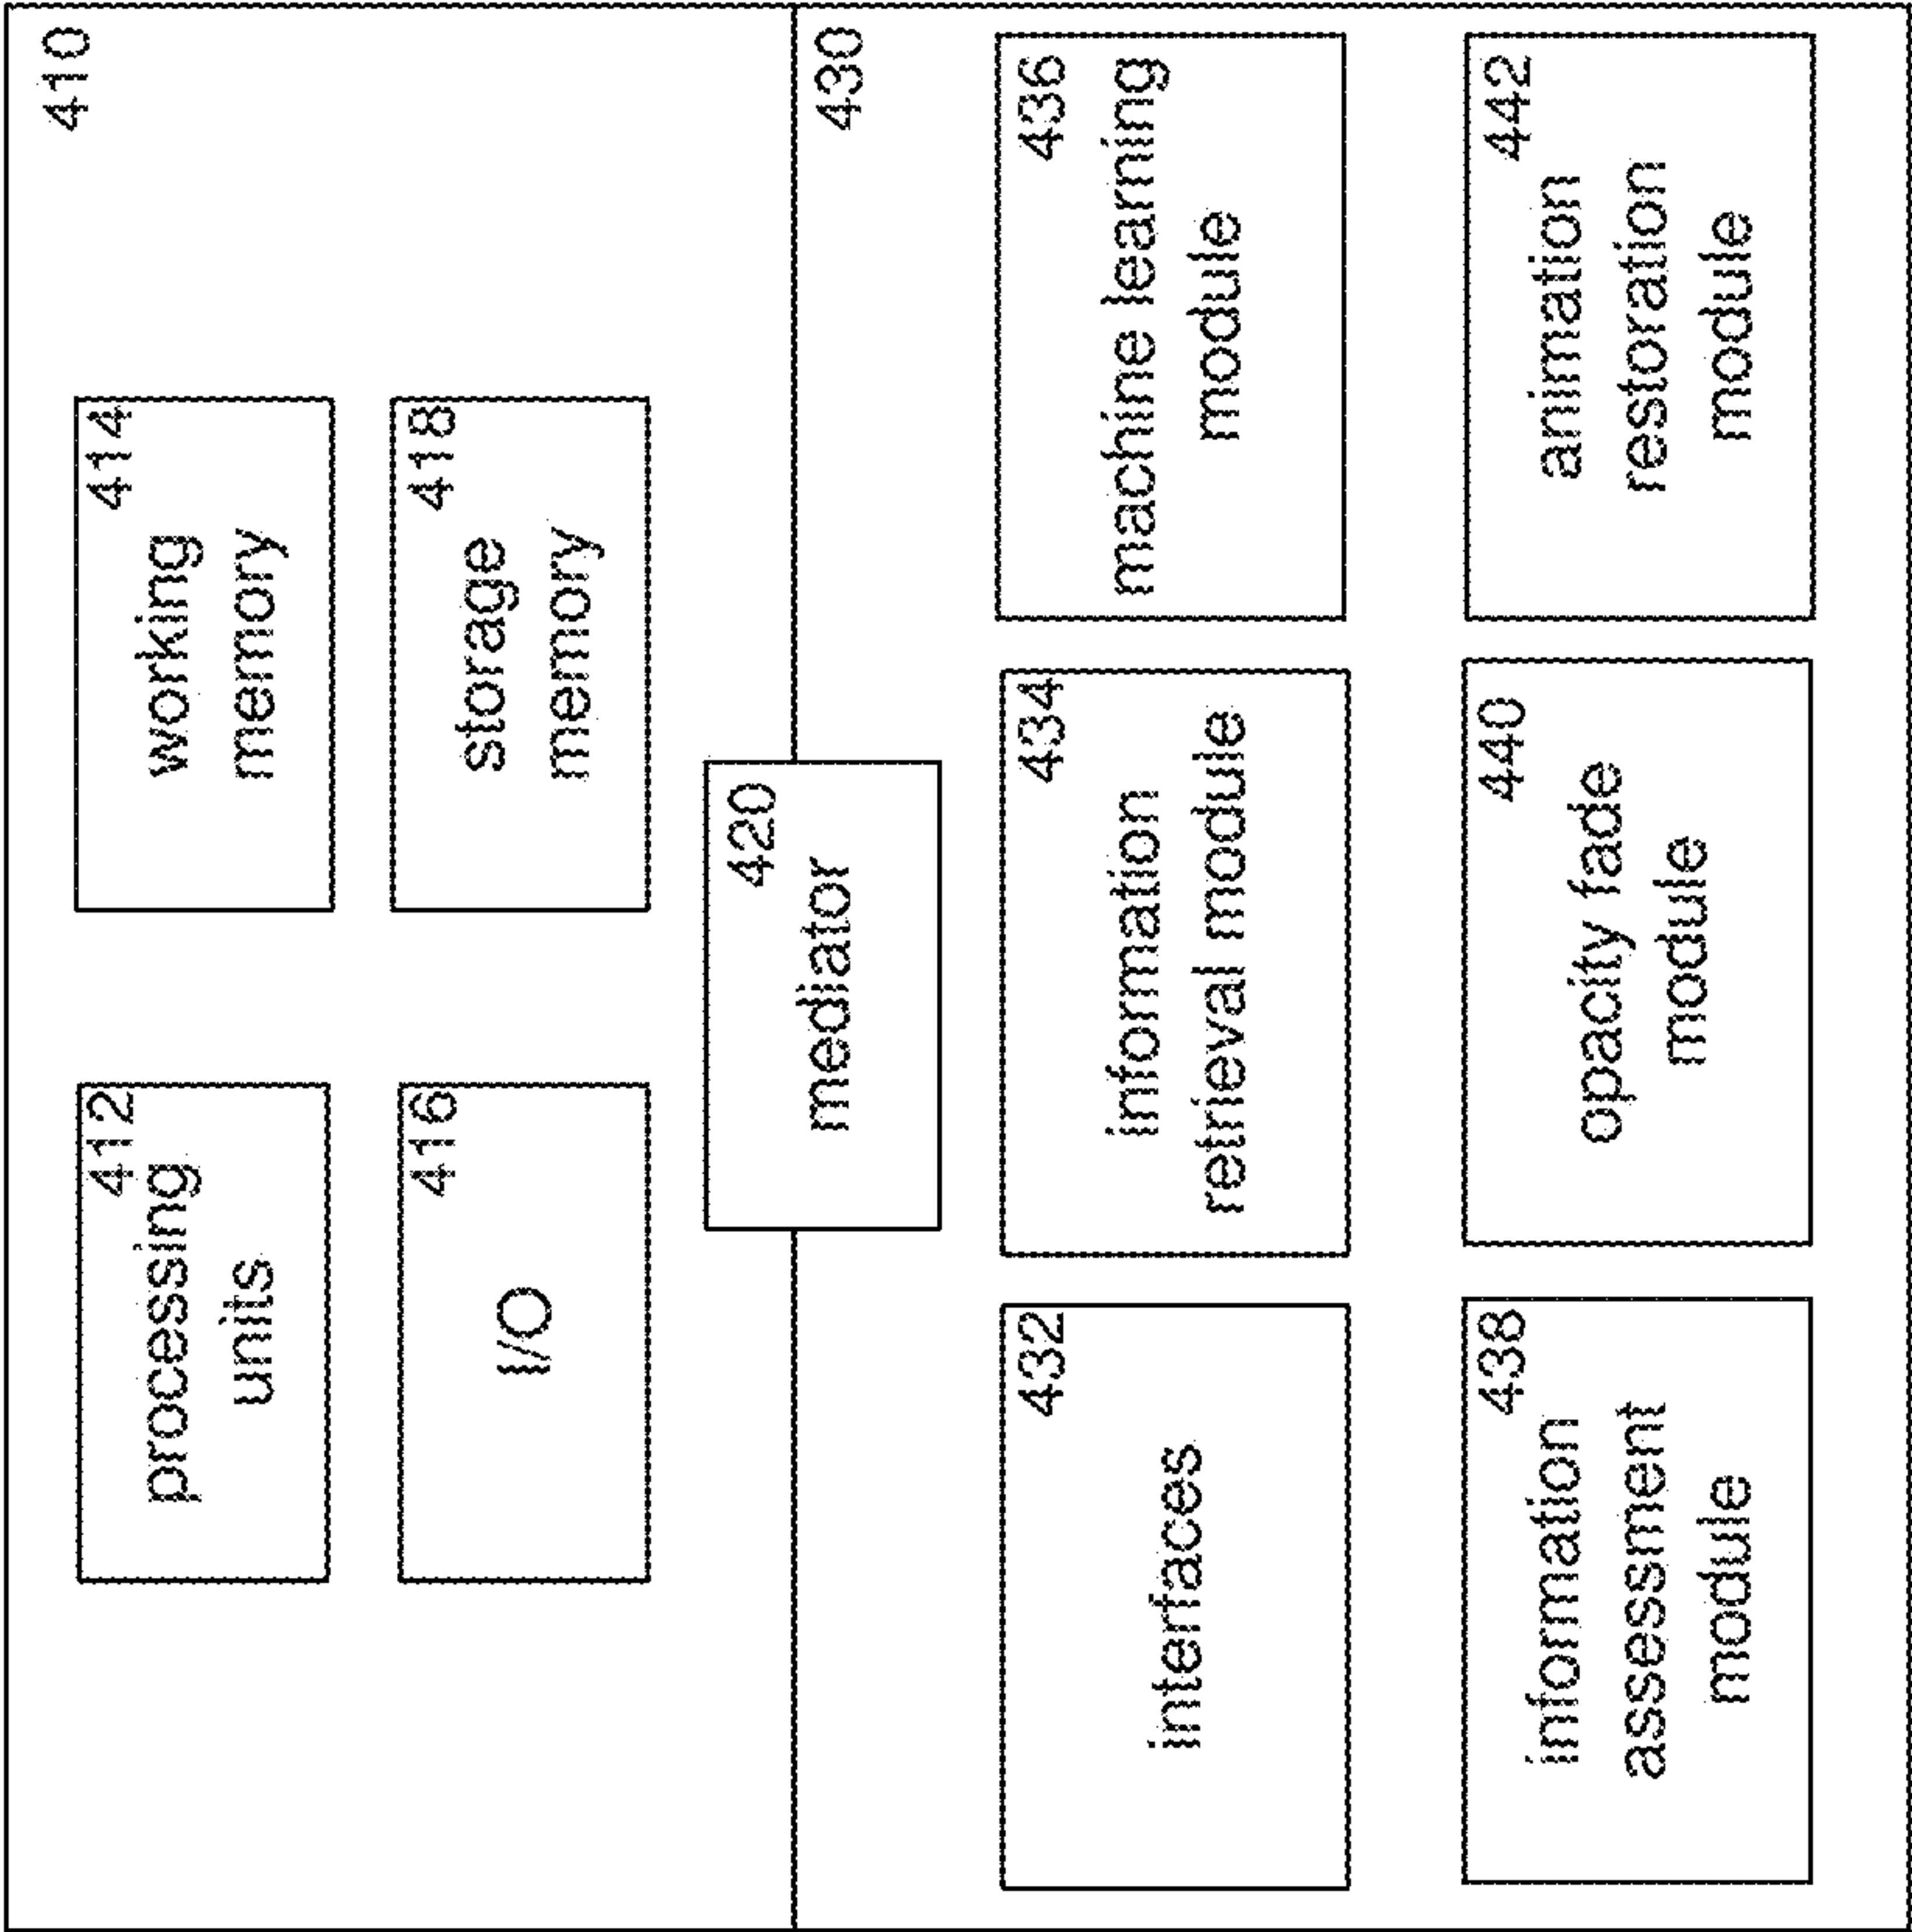 410
412
processing
units
414
working
memory
416
I/O
418
storage
memory
420
mediator
430
432
interfaces
434
information
retrieval module
436
machine learning
module
438
information
assessment
module
440
opacity fade
module
442
animation
restoration
module